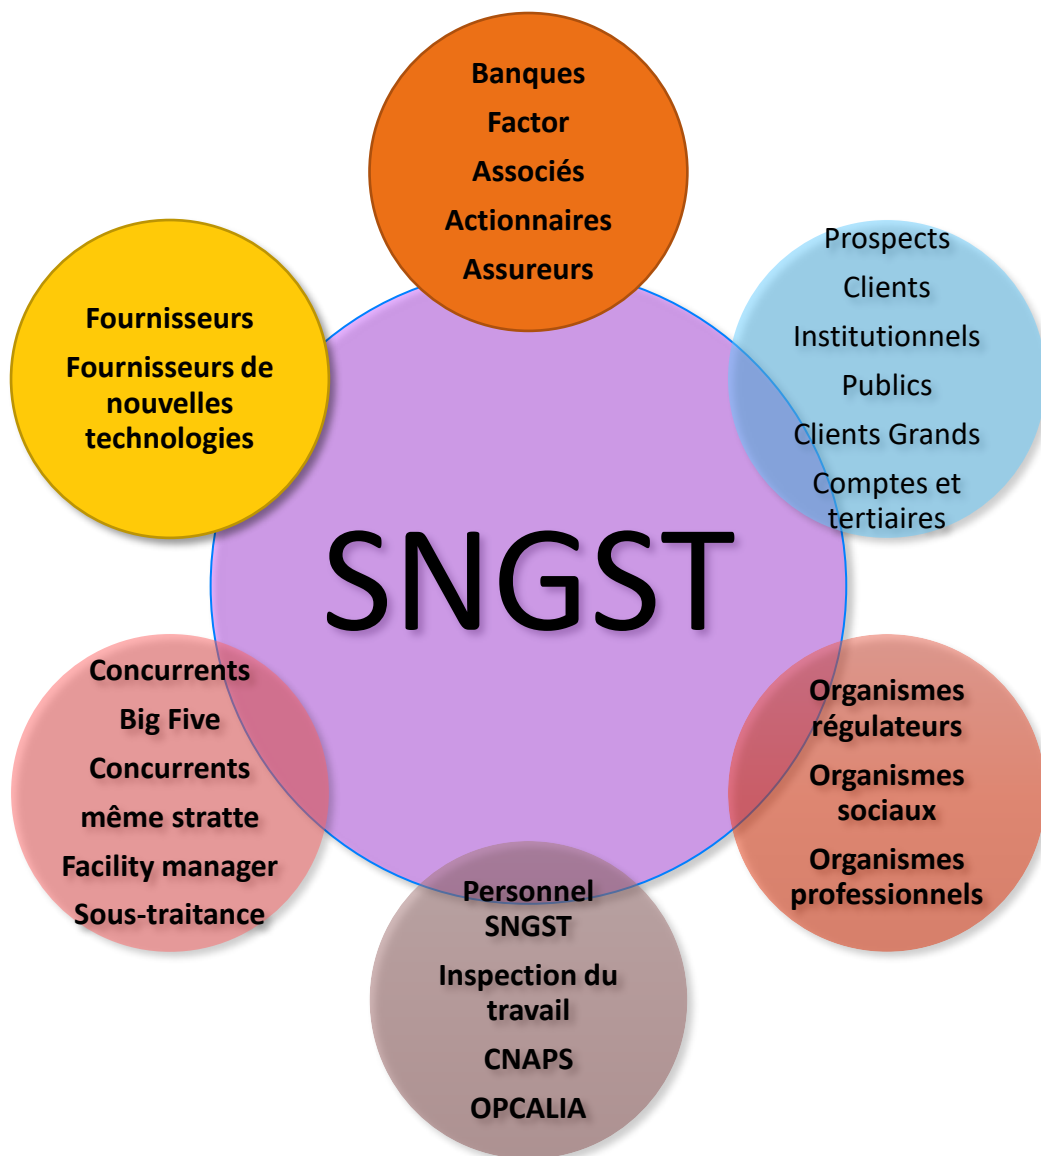 Banques
Factor
Associés
Actionnaires
Assureurs
Prospects
Clients
Institutionnels
Publics
Clients Grands
Comptes et
tertiaires
Fournisseurs
Fournisseurs de
nouvelles
technologies
SNGST
Organismes
régulateurs
Organismes
sociaux
Organismes
professionnels
Concurrents
Big Five
Concurrents
même stratte
Facility manager
Sous-traitance
Personnel
SNGST
Inspection du
travail
CNAPS
OPCALIA